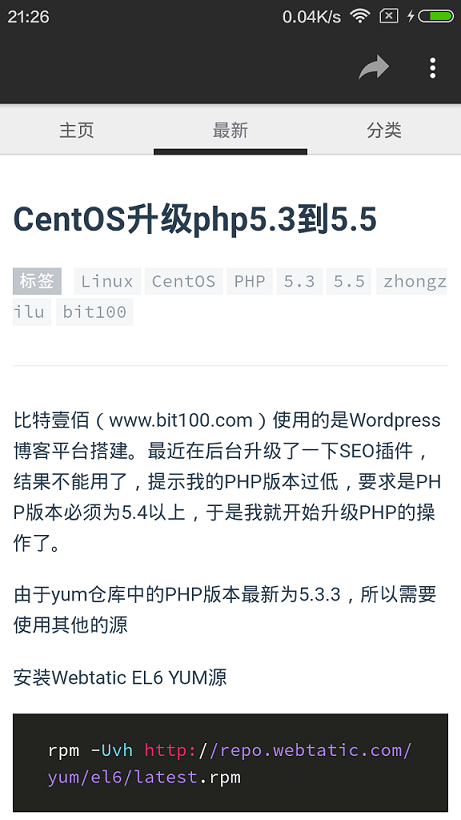 21:26 0.04K/s
主页 最新 分类
CentOS升级php5.3到5.5
标签 Linux CentOS PHP 5.3 5.5 zhongz
ilu bit100
比特壹佰（www.bit100.com）使用的是Wordpress
博客平台搭建。最近在后台升级了一下SEO插件，
结果不能用了，提示我的PHP版本过低，要求是PH
P版本必须为5.4以上，于是我就开始升级PHP的操
作了。
由于yum仓库中的PHP版本最新为5.3.3，所以需要
使用其他的源
安装Webtatic EL6 YUM源
rpm -Uvh http://repo.webtatic.com/
yum/el6/latest.rpm